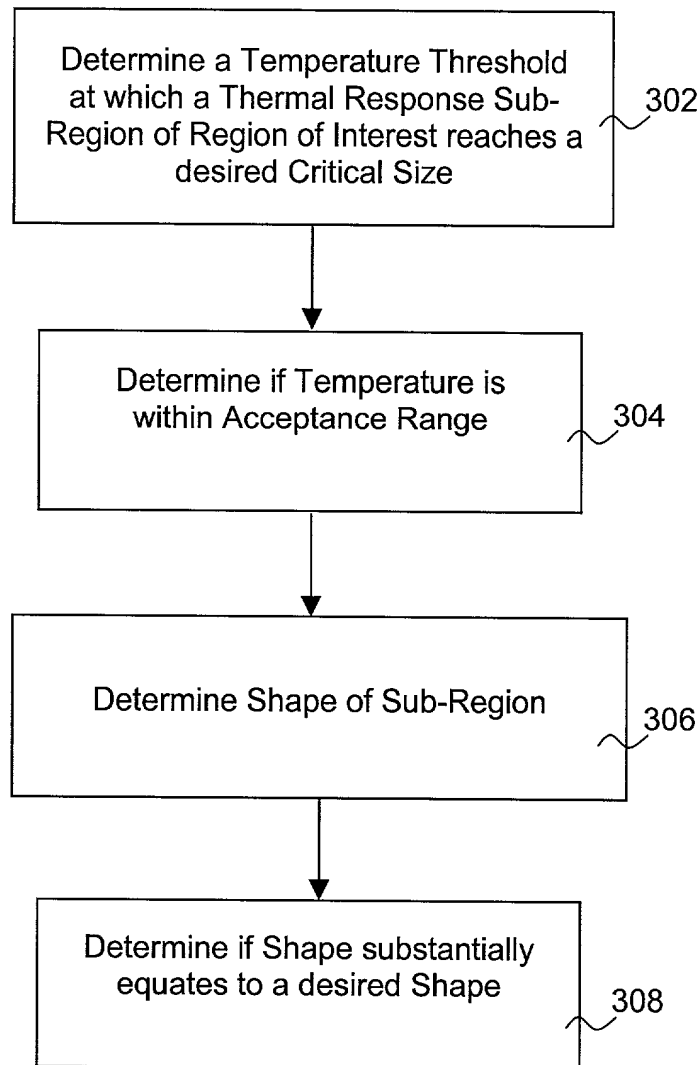 Determine a Temperature Threshold
at which a Thermal Response Sub-
Region of Region of Interest reaches a
desired Critical Size
302
Determine if Temperature is
within Acceptance Range
304
Determine Shape of Sub-Region
306
Determine if Shape substantially
equates to a desired Shape
308